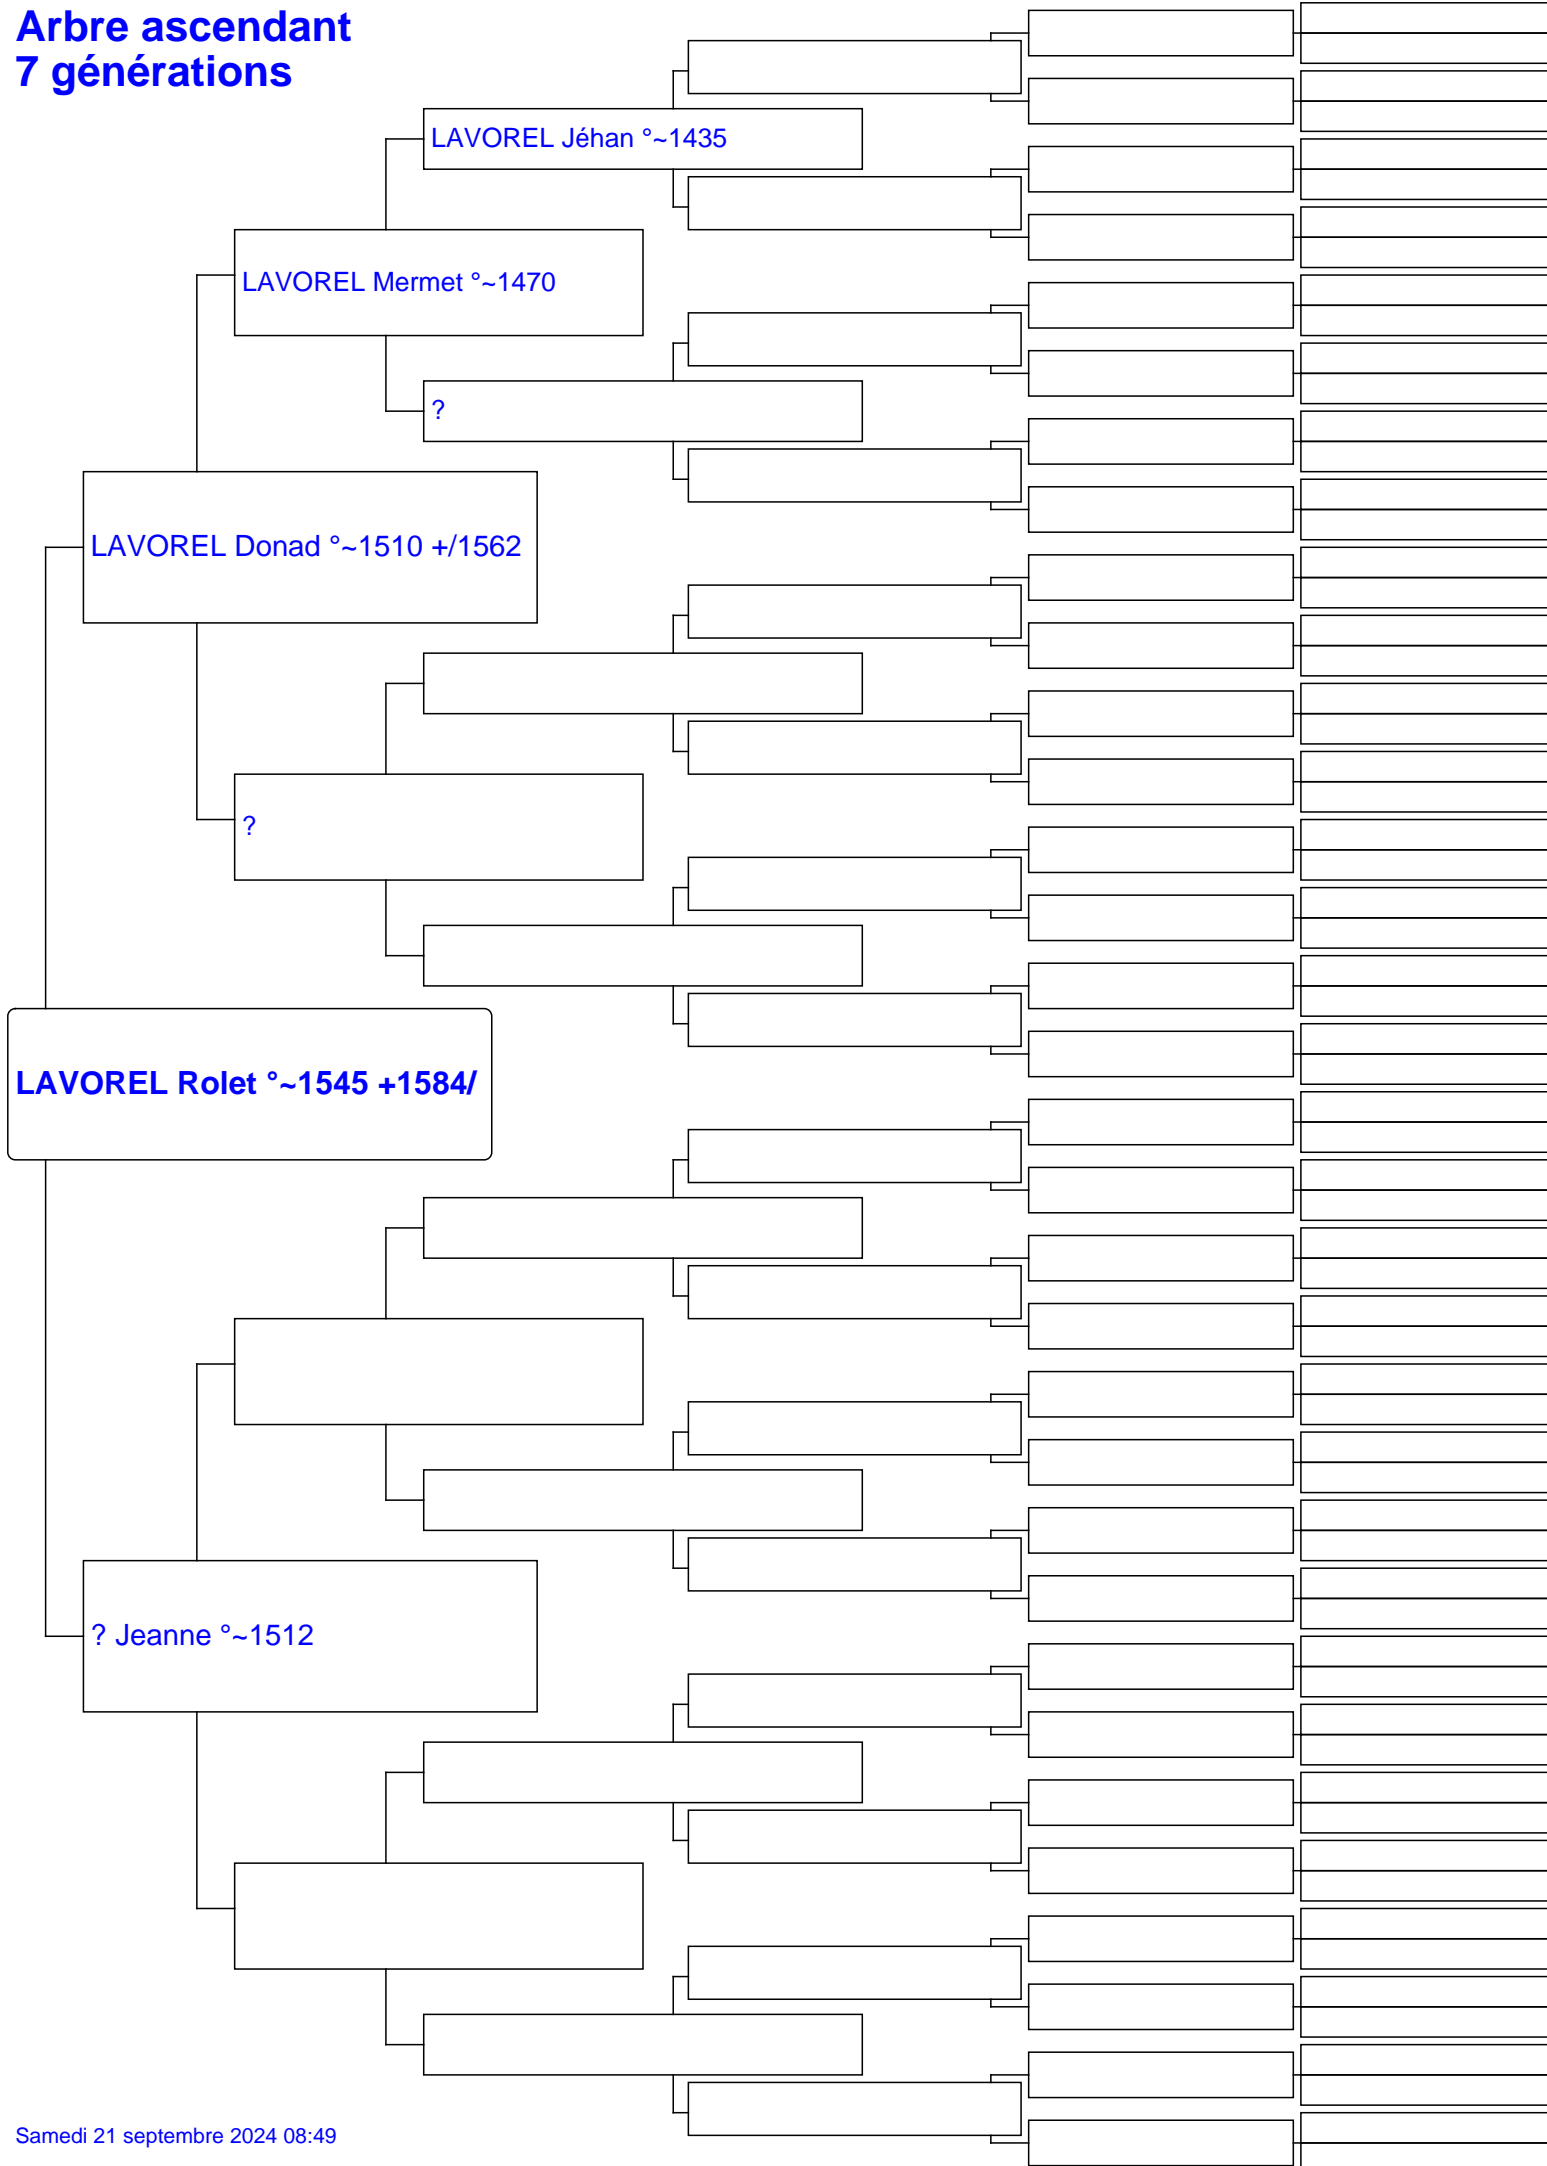 Arbre ascendant
7 générations
LAVOREL Jéhan °~1435
LAVOREL Mermet °~1470
?
LAVOREL Donad °~1510 +/1562
?
LAVOREL Rolet °~1545 +1584/
? Jeanne °~1512
Samedi 21 septembre 2024 08:49